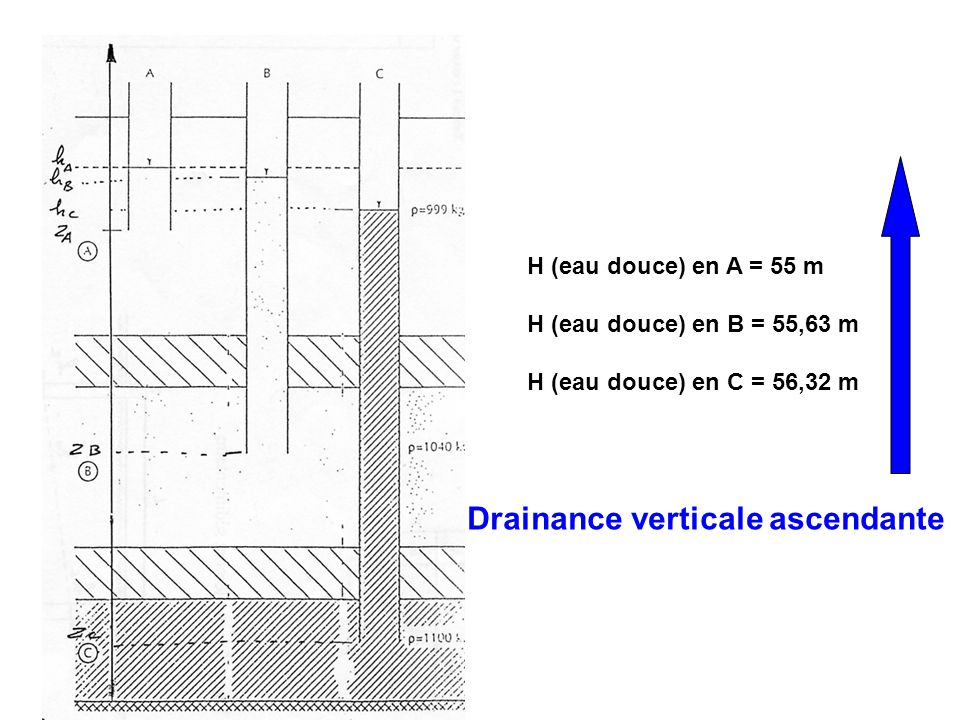 A B C
hA
hB
hc
ρ=999 kg
ZA
A
H (eau douce) en A = 55 m
H (eau douce) en B = 55,63 m
H (eau douce) en C = 56,32 m
ZB
ρ=1040 k
B
Drainance verticale ascendante
Zc
ρ=1100 k
C